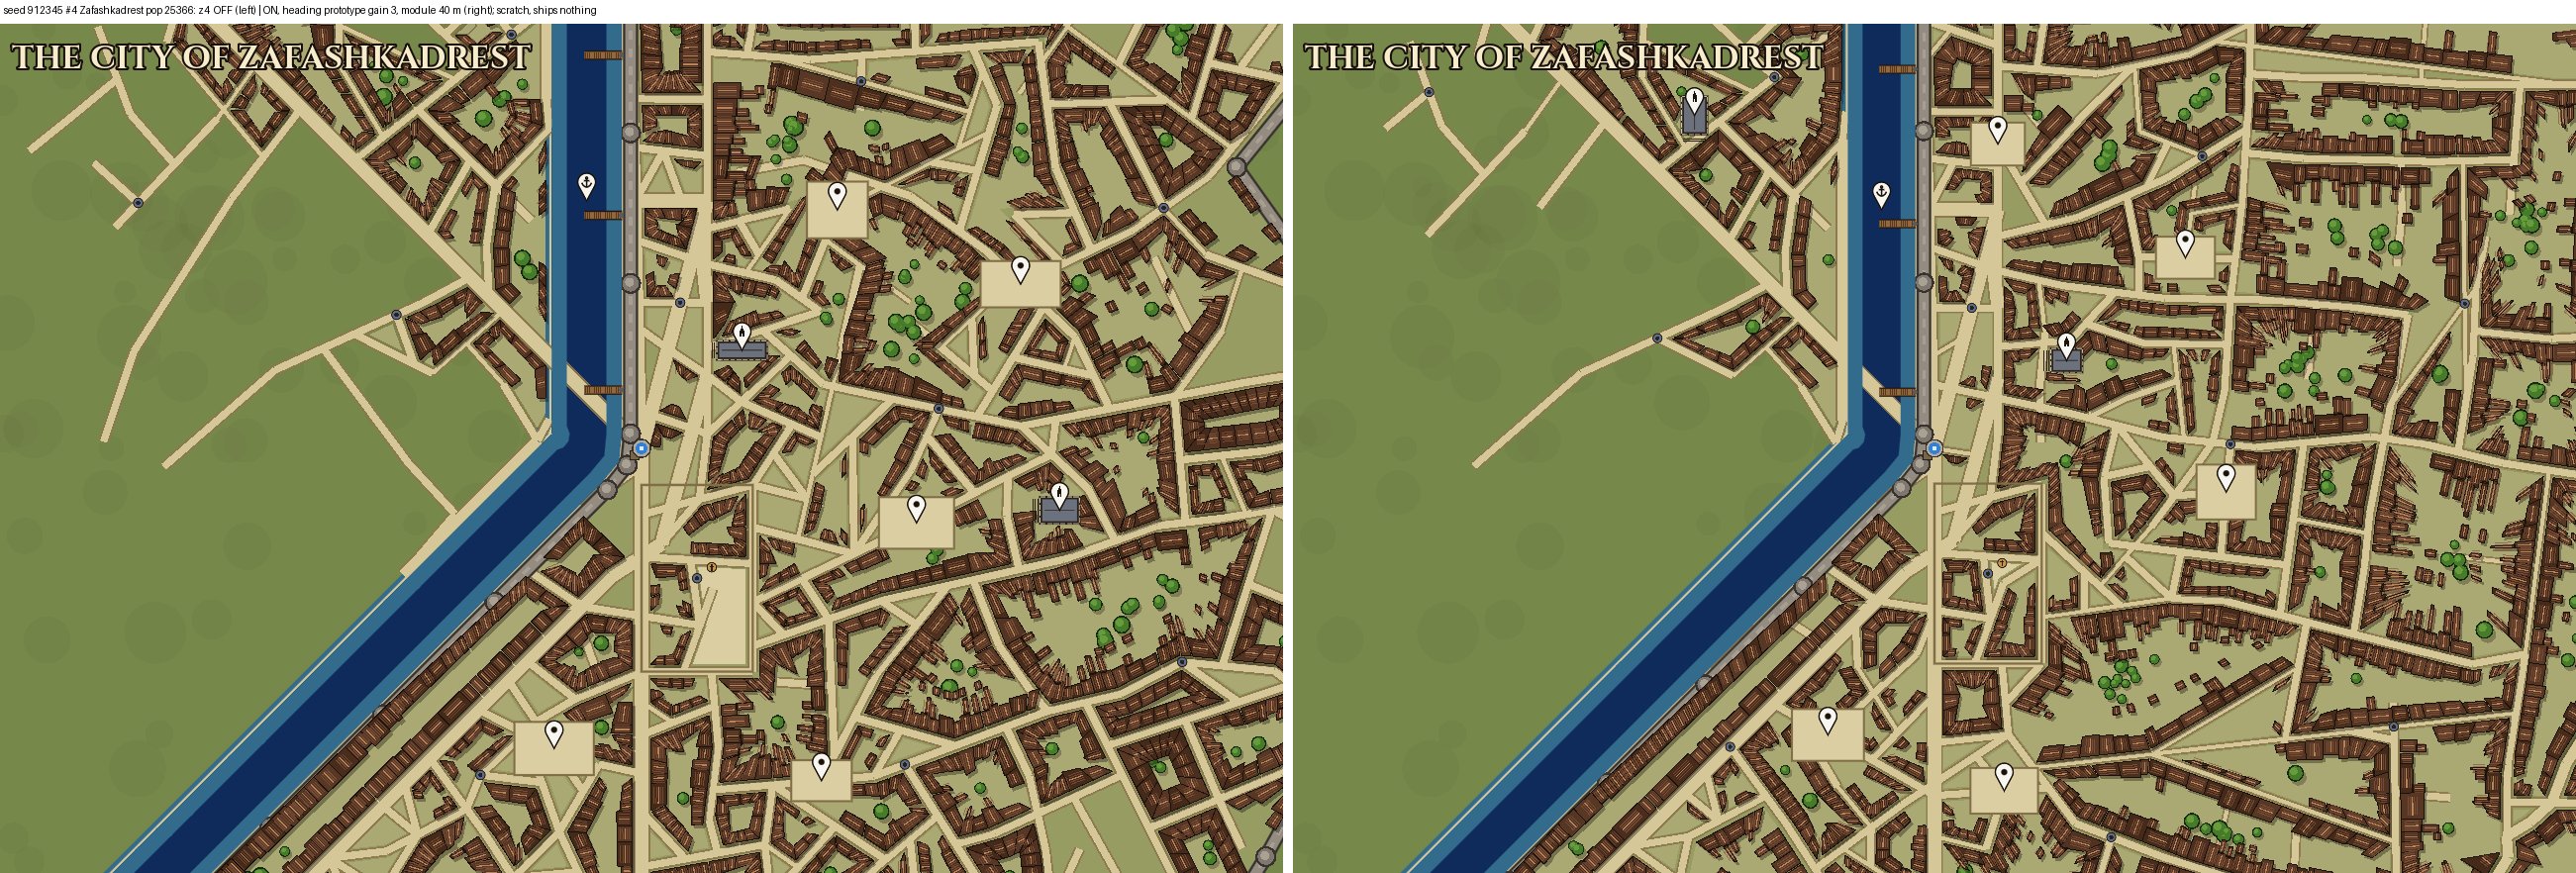 seed 912345 #4 Zafashkadrest pop 25366: z4 OFF (left) | ON, heading prototype gain 3, module 40 m (right); scratch, ships nothing
THE CITY OF ZAFASHKADREST
THE CITY OF ZAFASHKADREST